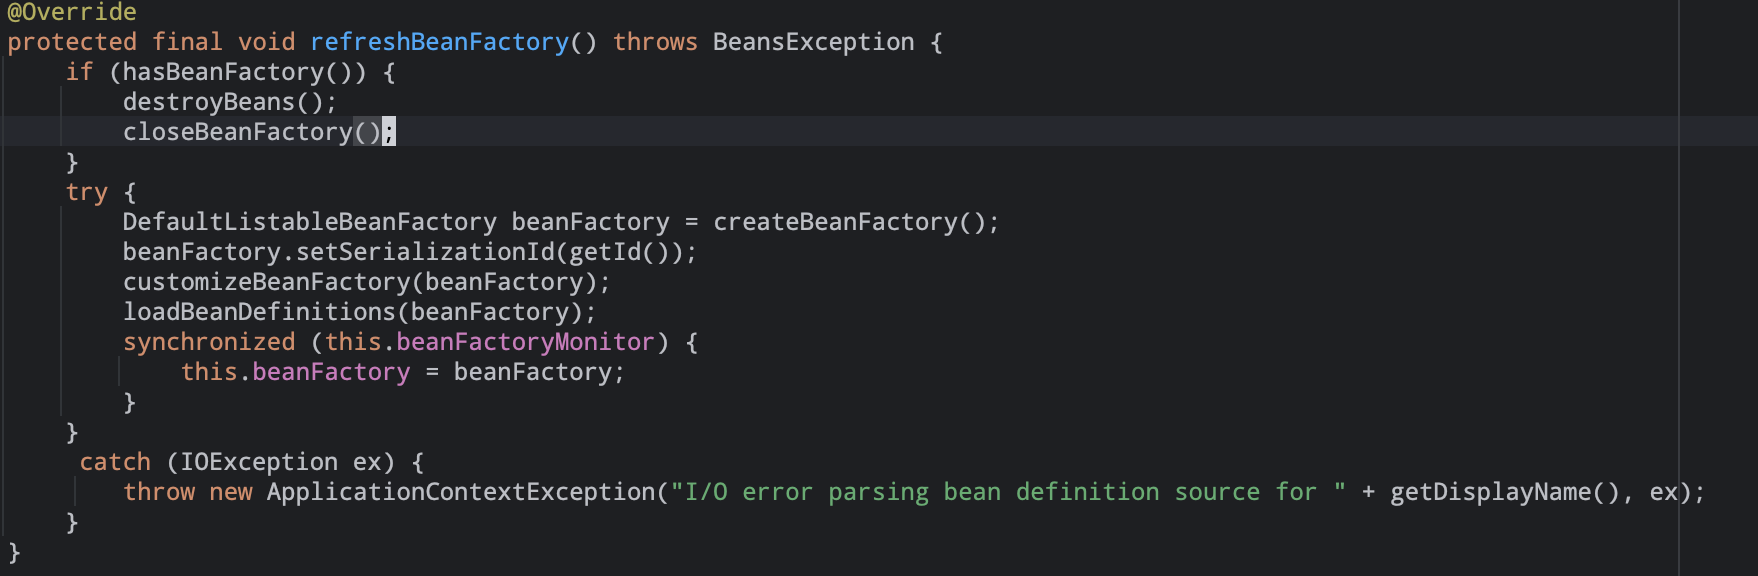 @Override
protected final void refreshBeanFactory() throws BeansException {
    if (hasBeanFactory()) {
        destroyBeans();
        closeBeanFactory();
    }
    try {
        DefaultListableBeanFactory beanFactory = createBeanFactory();
        beanFactory.setSerializationId(getId());
        customizeBeanFactory(beanFactory);
        loadBeanDefinitions(beanFactory);
        synchronized (this.beanFactoryMonitor) {
            this.beanFactory = beanFactory;
        }
    }
     catch (IOException ex) {
        throw new ApplicationContextException("I/O error parsing bean definition source for " + getDisplayName(), ex);
    }
}